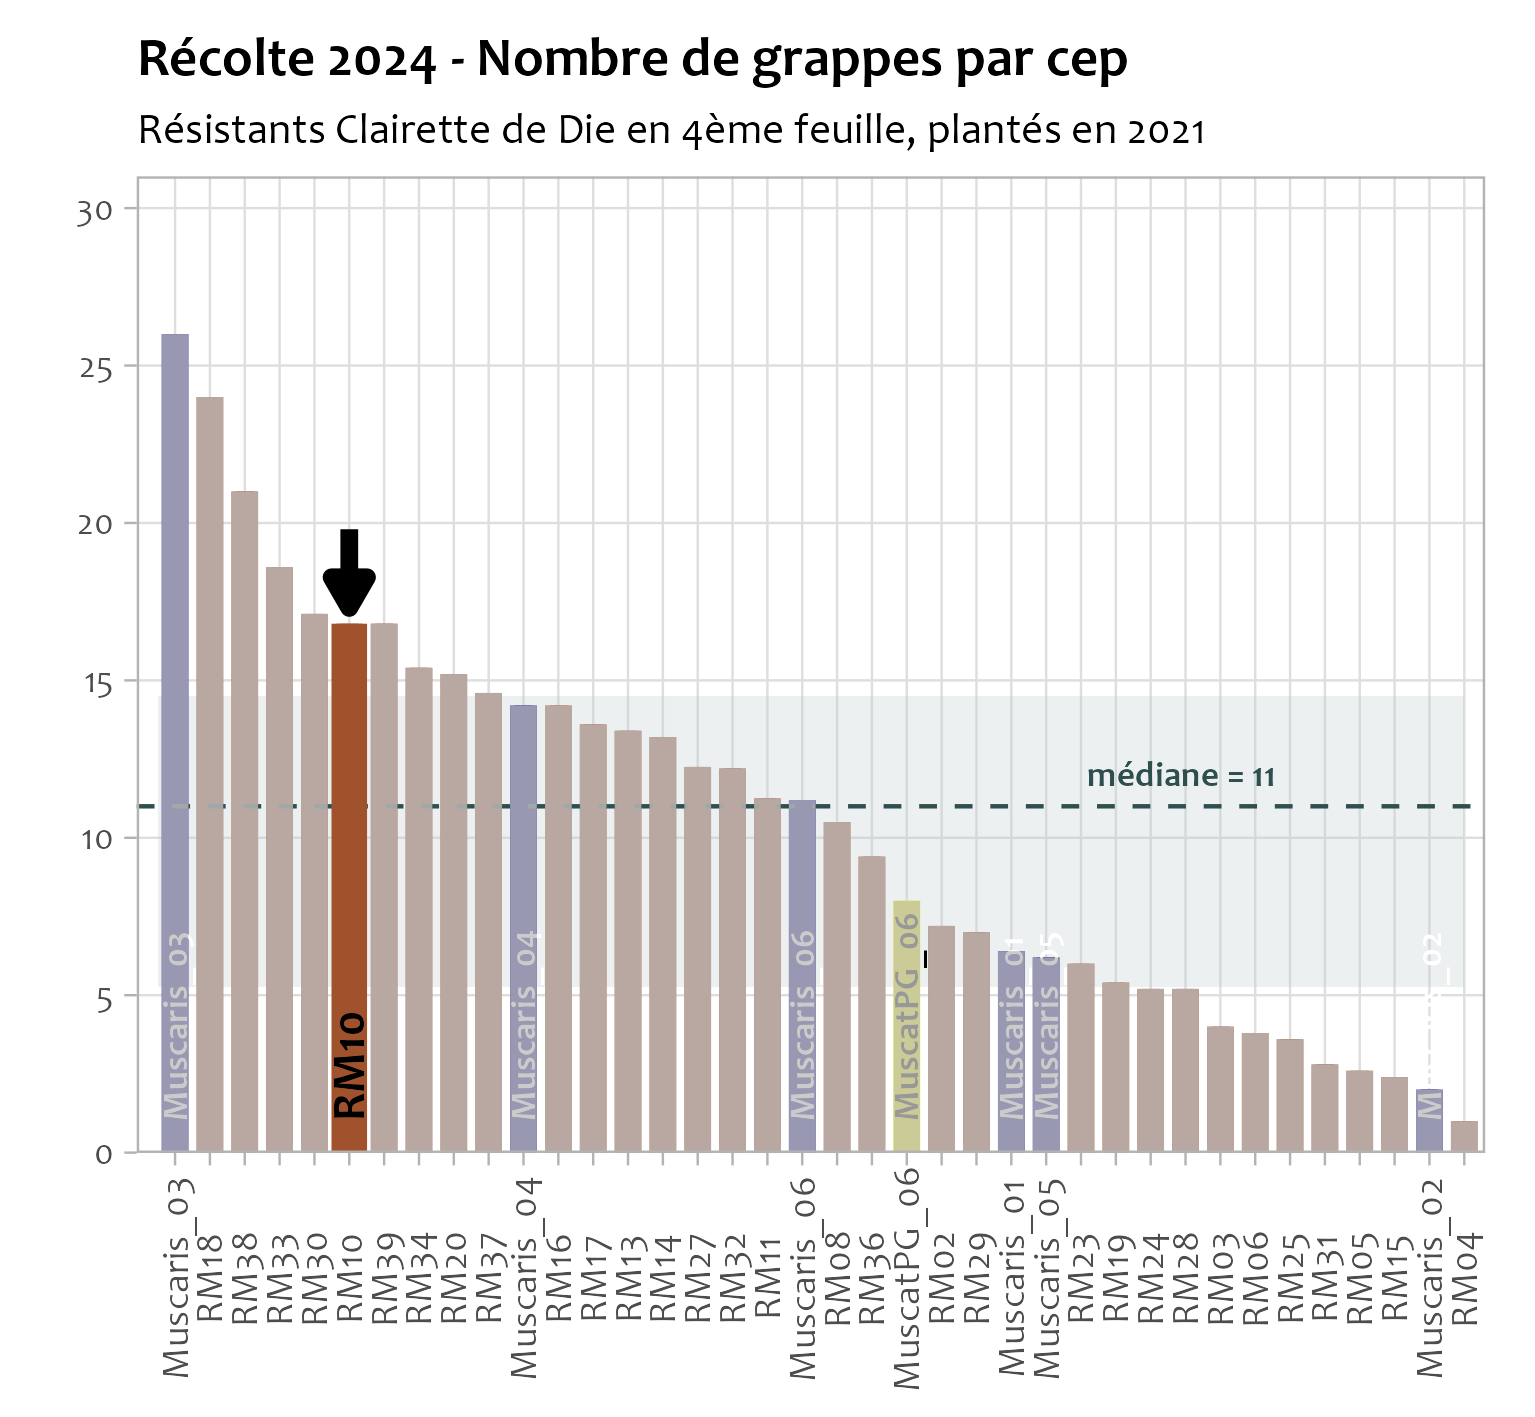 Récolte 2024 - Nombre de grappes par cep
Résistants Clairette de Die en 4ème feuille, plantés en 2021
30
25
20
15
10
5
0
médiane = 11
Muscaris_03
RM10
Muscaris_04
Muscaris_06
MuscatPG_06
Muscaris_01
Muscaris_05
Muscaris_02
Muscaris_03
RM18
RM38
RM33
RM30
RM10
RM39
RM34
RM20
RM37
Muscaris_04
RM16
RM17
RM13
RM14
RM27
RM32
RM11
Muscaris_06
RM08
RM36
MuscatPG_06
RM02
RM29
Muscaris_01
Muscaris_05
RM23
RM19
RM24
RM28
RM03
RM06
RM25
RM31
RM05
RM15
Muscaris_02
RM04